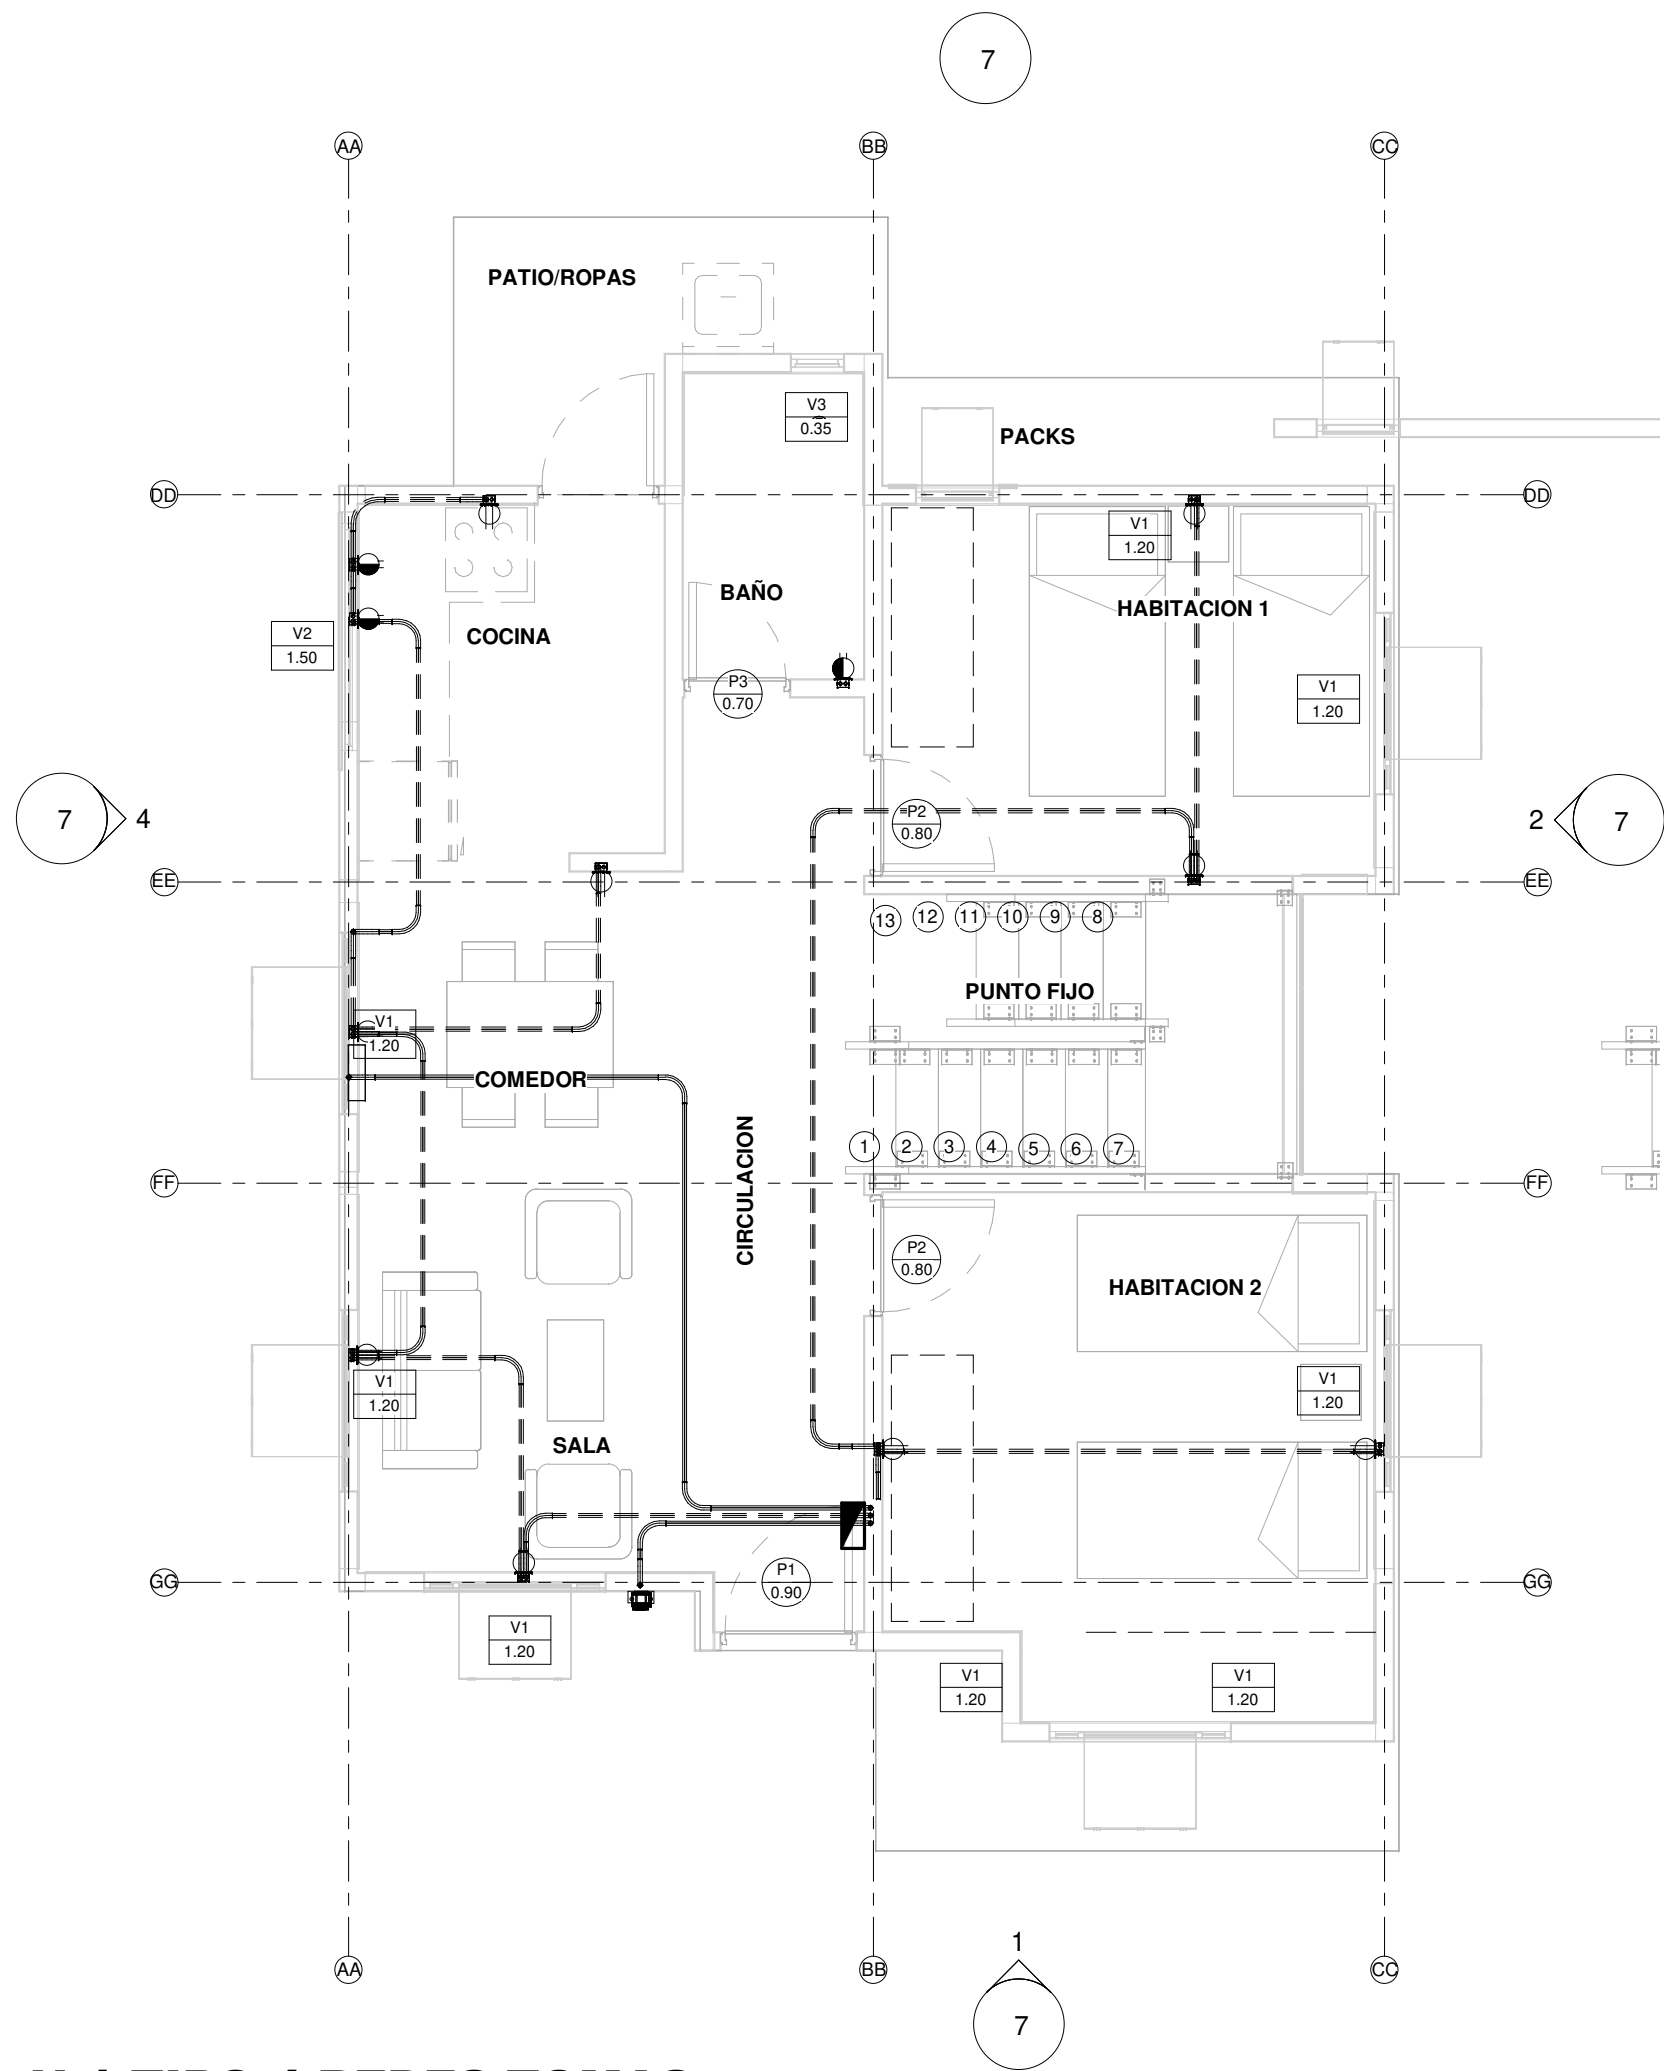 7
AA
BB
CC
PATIO/ROPAS
V3
0.35
PACKS
DD
DD
V1
1.20
BAÑO
HABITACION 1
COCINA
V2
1.50
P3
0.70
V1
1.20
7
4
P2
0.80
2
7
EE
EE
13
12
11
10
9
8
PUNTO FIJO
V1
1.20
COMEDOR
CIRCULACION
1
2
3
4
5
6
7
FF
FF
P2
0.80
HABITACION 2
V1
1.20
V1
1.20
SALA
GG
P1
0.90
GG
V1
1.20
V1
1.20
V1
1.20
AA
BB
CC
1
7